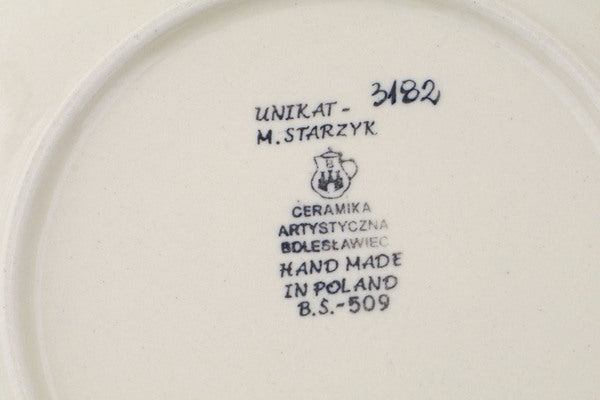 UNIKAT - 3182
M. STARZYK
CERAMIKA
ARTYSTYCZNA
BOLESŁAWIEC
HAND MADE
IN POLAND
B.S.-509